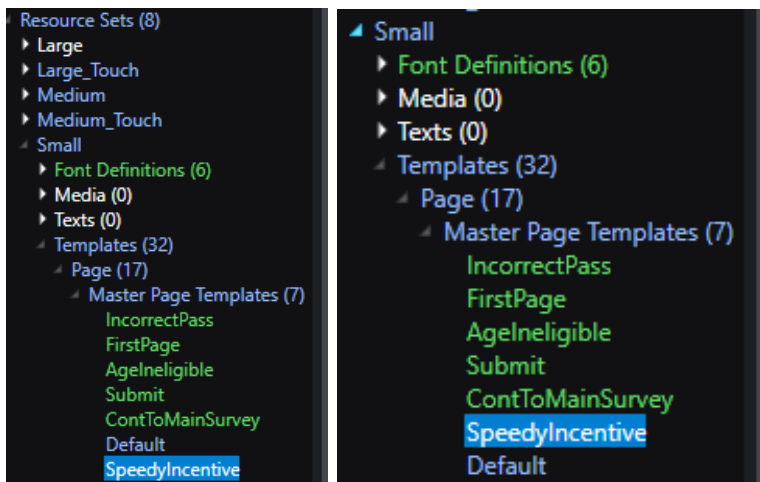 Resource Sets (8)
Large
Large_Touch
Medium
Medium_Touch
Small
Font Definitions (6)
Media (0)
Texts (0)
Templates (32)
Page (17)
Master Page Templates (7)
IncorrectPass
FirstPage
AgeIneligible
Submit
ContToMainSurvey
Default
SpeedyIncentive
Small
Font Definitions (6)
Media (0)
Texts (0)
Templates (32)
Page (17)
Master Page Templates (7)
IncorrectPass
FirstPage
AgeIneligible
Submit
ContToMainSurvey
SpeedyIncentive
Default